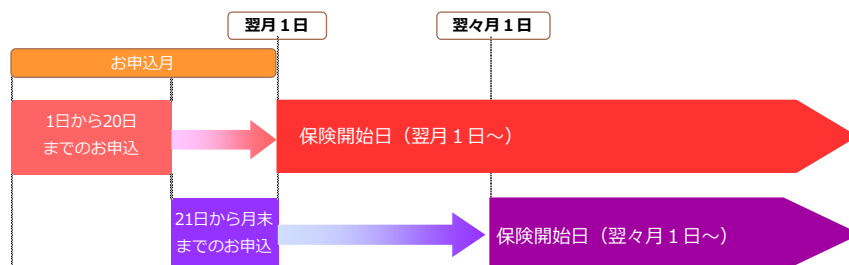 翌月１日
翌々月１日
お申込月
1日から20日
までのお申込
保険開始日（翌月１日～）
21日から月末
までのお申込
保険開始日（翌々月１日～）